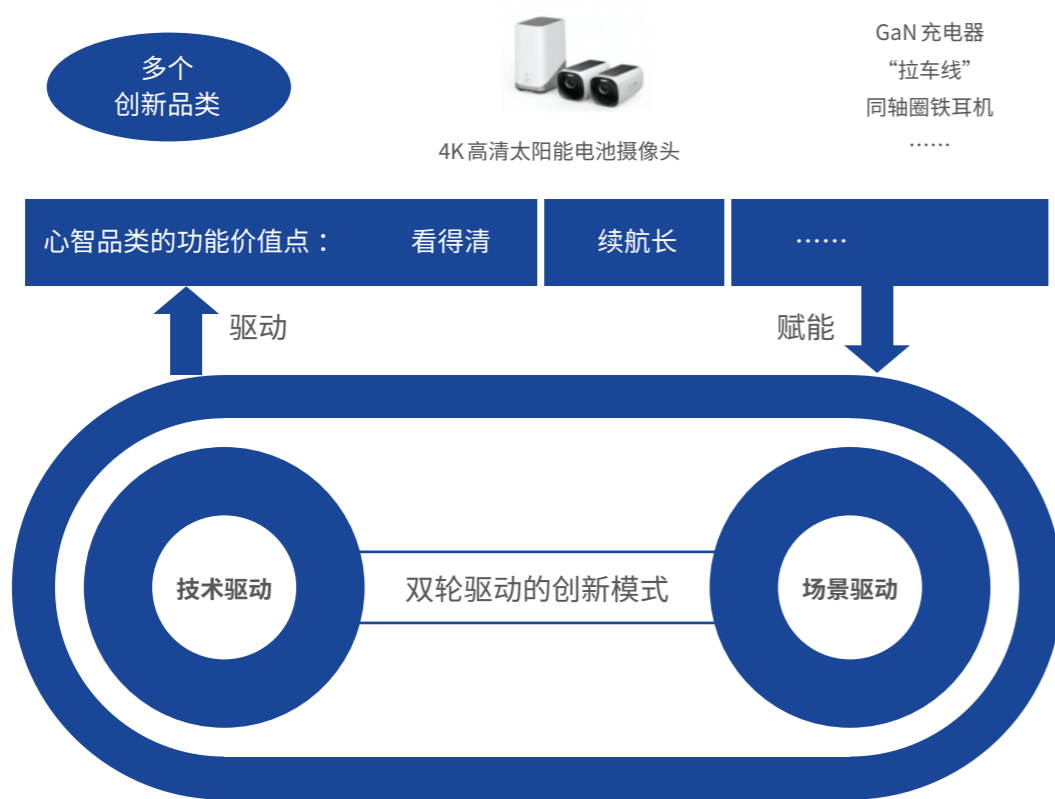 多个
创新品类
4K高清太阳能电池摄像头
GaN 充电器
“拉车线”
同轴圈铁耳机
……
心智品类的功能价值点： 看得清 续航长 ……
驱动 赋能
技术驱动 双轮驱动的创新模式 场景驱动